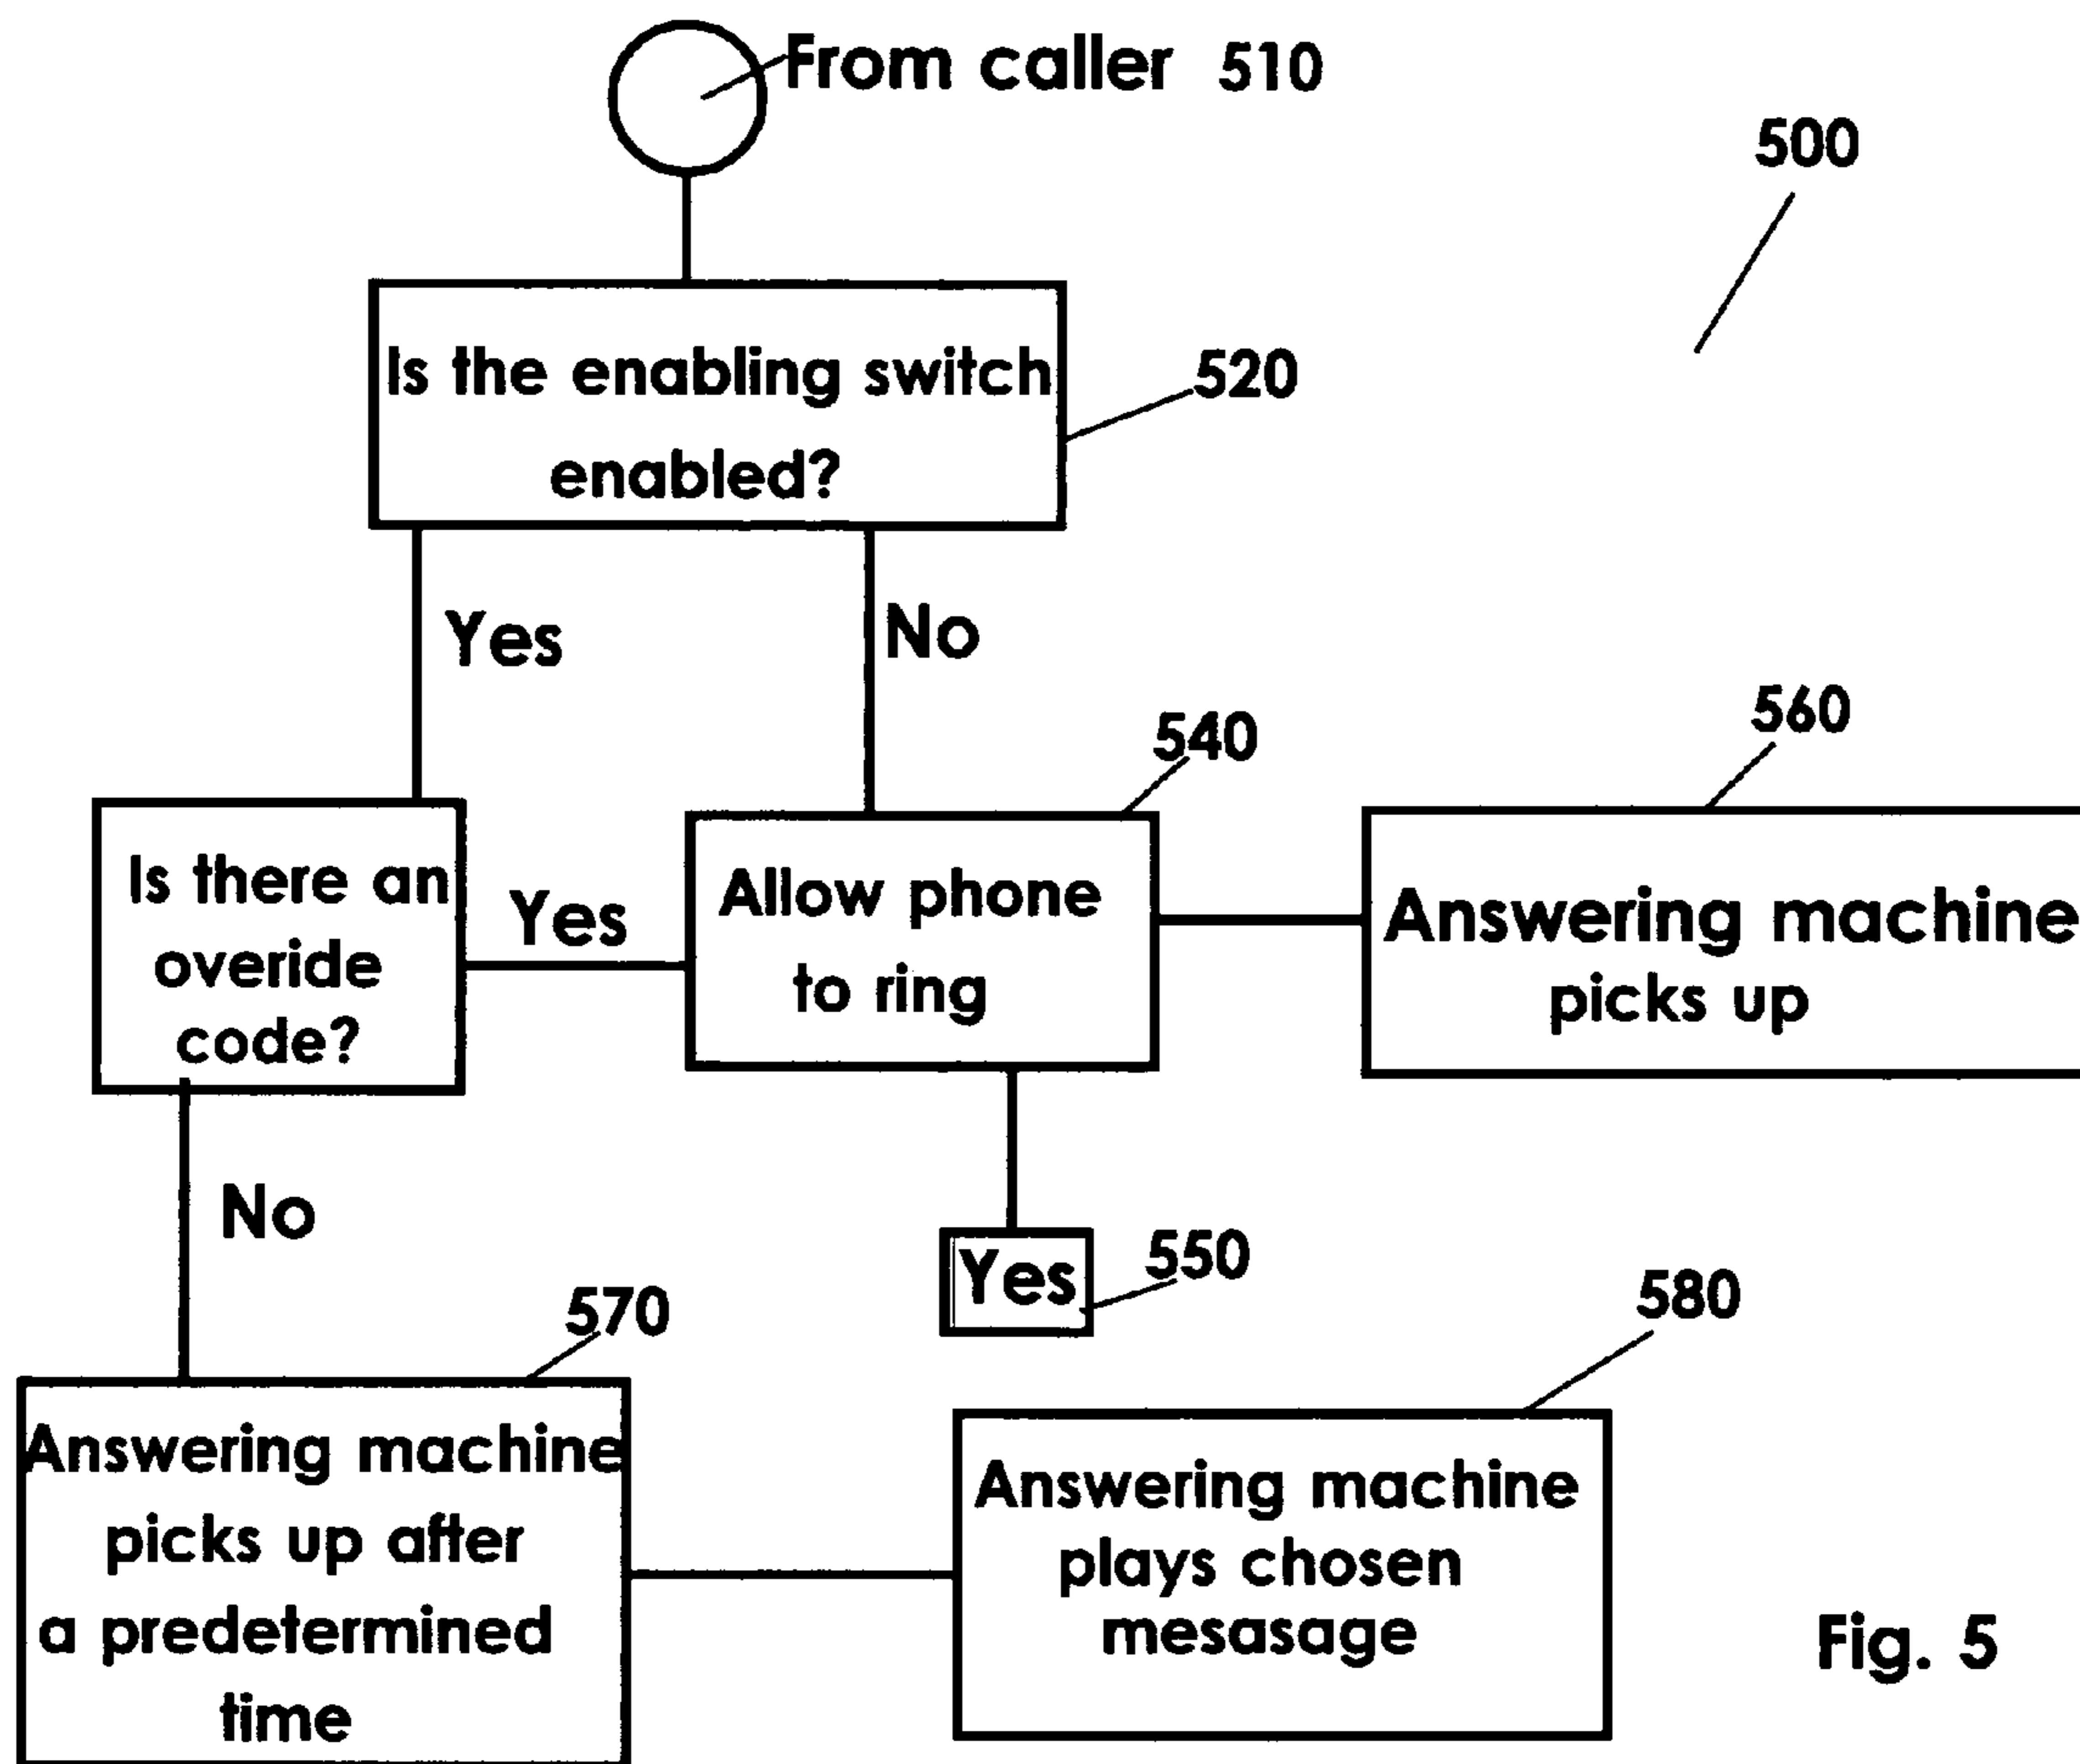 From caller 510
500
Is the enabling switch
enabled?
520
Yes
No
540
560
Is there an
overide
code?
Yes
Allow phone
to ring
Answering machine
picks up
No
Yes
550
570
580
Answering machine
picks up after
a predetermined
time
Answering machine
plays chosen
mesasage
Fig. 5